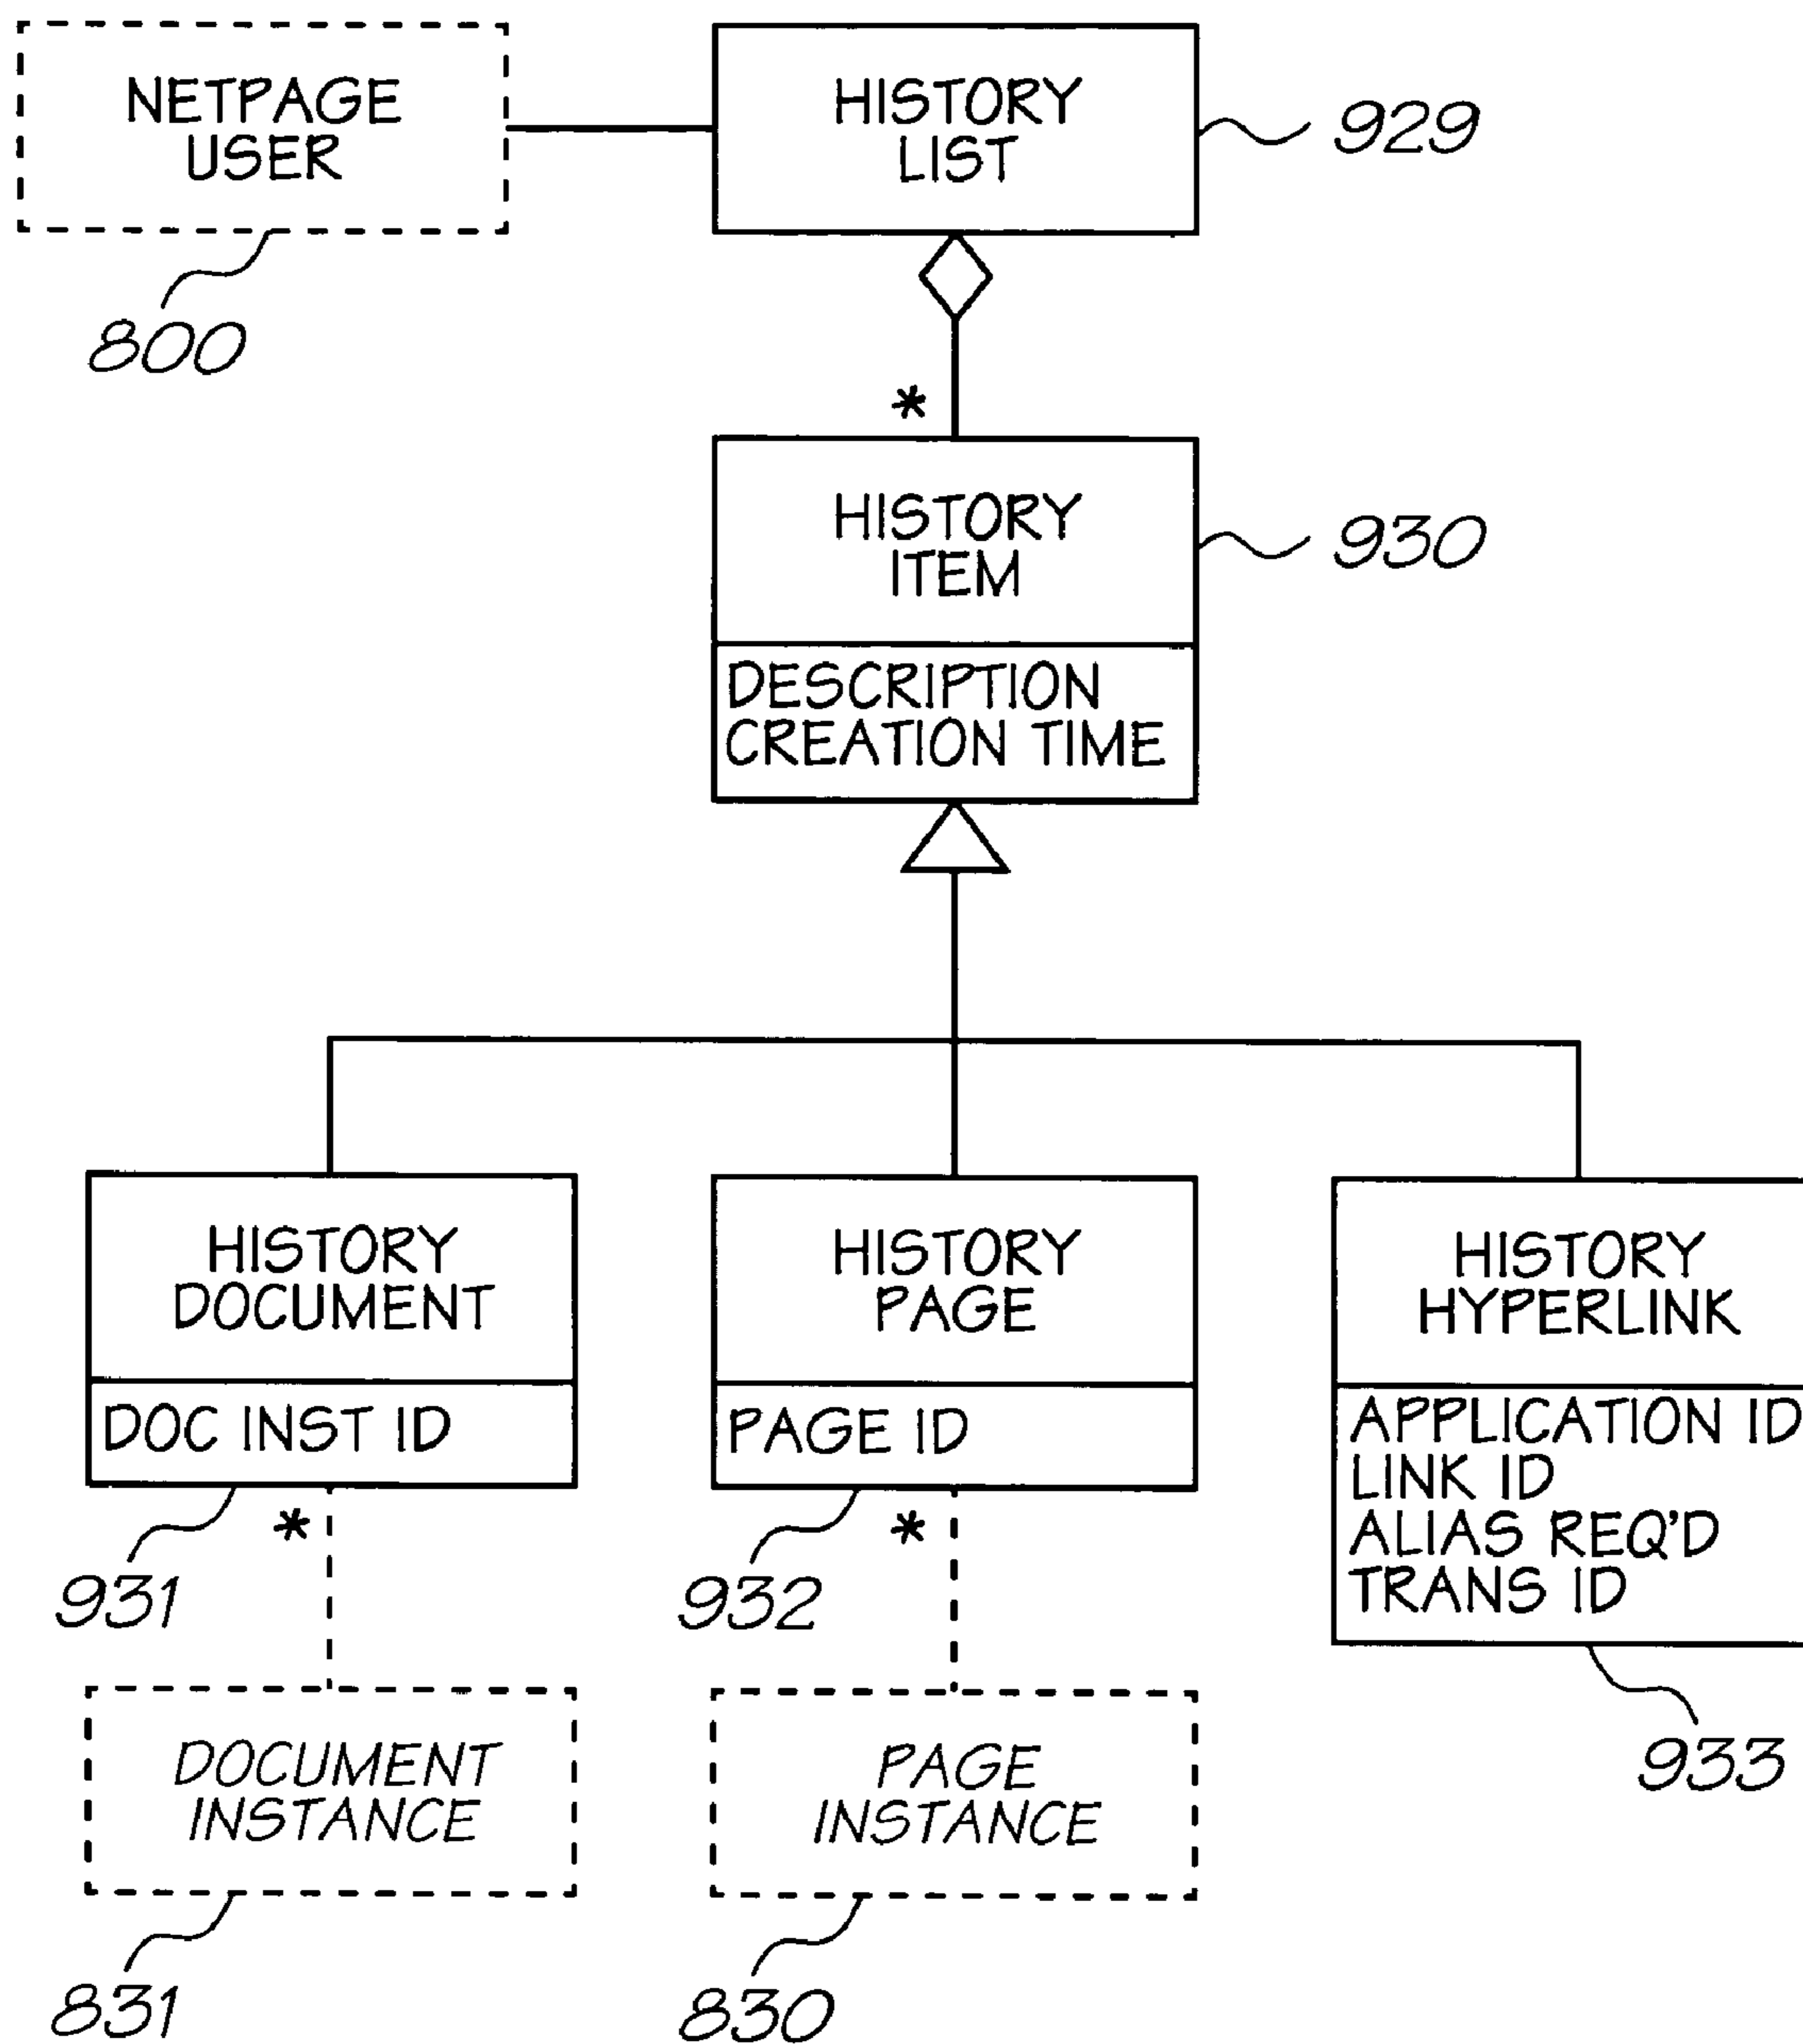 NETPAGE
USER
HISTORY
LIST
929
800
*
HISTORY
ITEM
930
DESCRIPTION
CREATION TIME
HISTORY
DOCUMENT
DOC INST ID
HISTORY
PAGE
PAGE ID
HISTORY
HYPERLINK
APPLICATION ID
LINK ID
ALIAS REQ'D
TRANS ID
*
*
931
932
933
DOCUMENT
INSTANCE
PAGE
INSTANCE
831
830